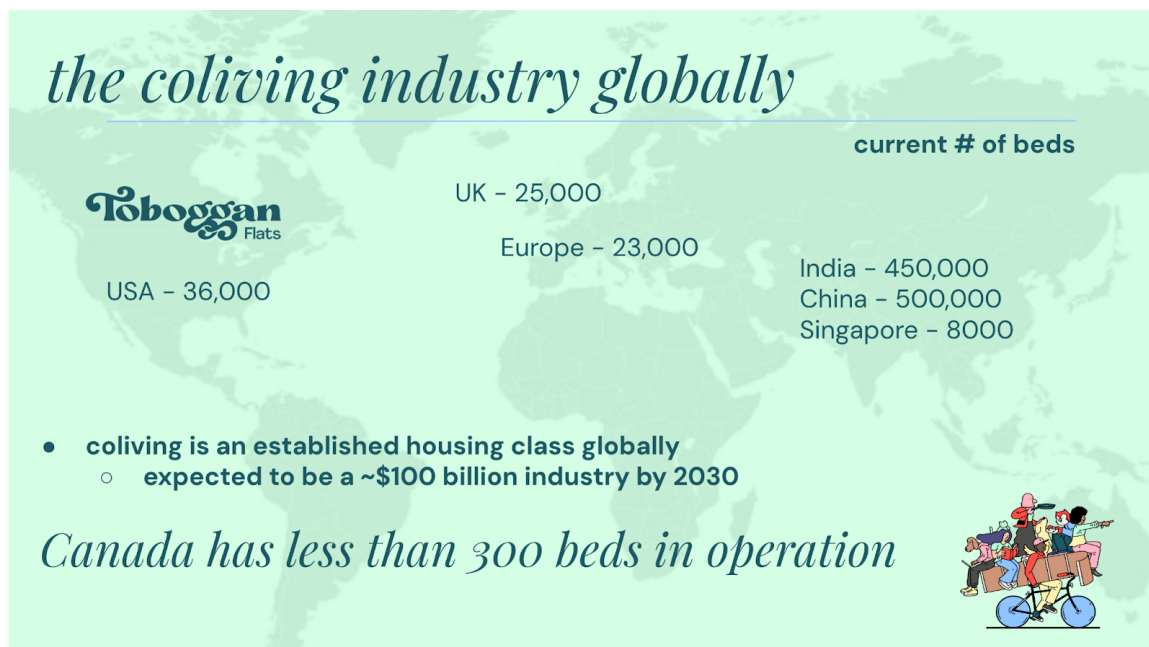 the coliving industry globally
current # of beds
Toboggan
Flats
UK - 25,000
Europe - 23,000
USA - 36,000
India - 450,000
China - 500,000
Singapore - 8000
● coliving is an established housing class globally
○ expected to be a ~$100 billion industry by 2030
Canada has less than 300 beds in operation